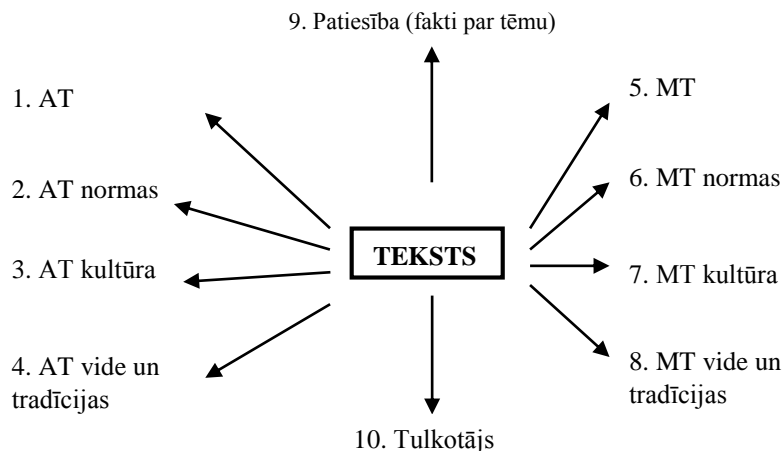 9. Patiesība (fakti par tēmu)
1. AT
2. AT normas
3. AT kultūra
4. AT vide un
tradīcijas
TEKSTS
5. MT
6. MT normas
7. MT kultūra
8. MT vide un
tradīcijas
10. Tulkotājs